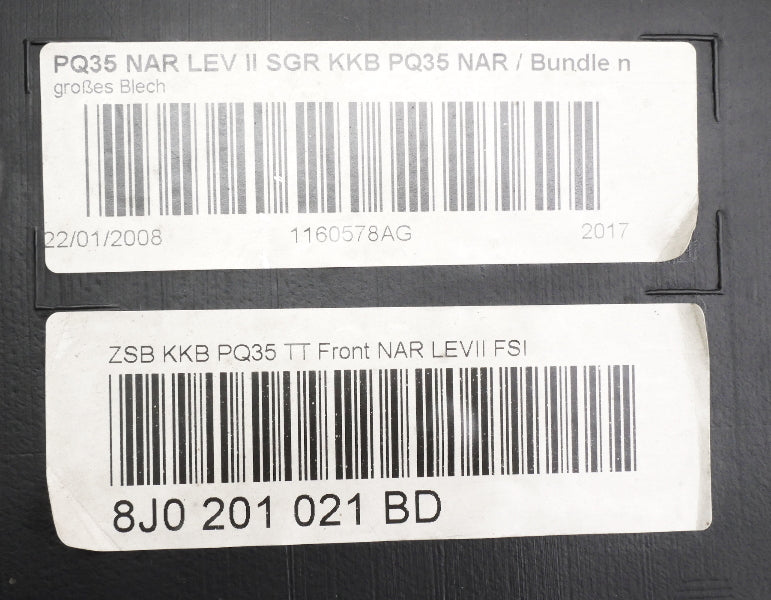 PQ35 NAR LEV II SGR KKB PQ35 NAR / Bundle n
großes Blech
22/01/2008 1160578AG 2017
ZSB KKB PQ35 TT Front NAR LEVII FSI
8J0 201 021 BD